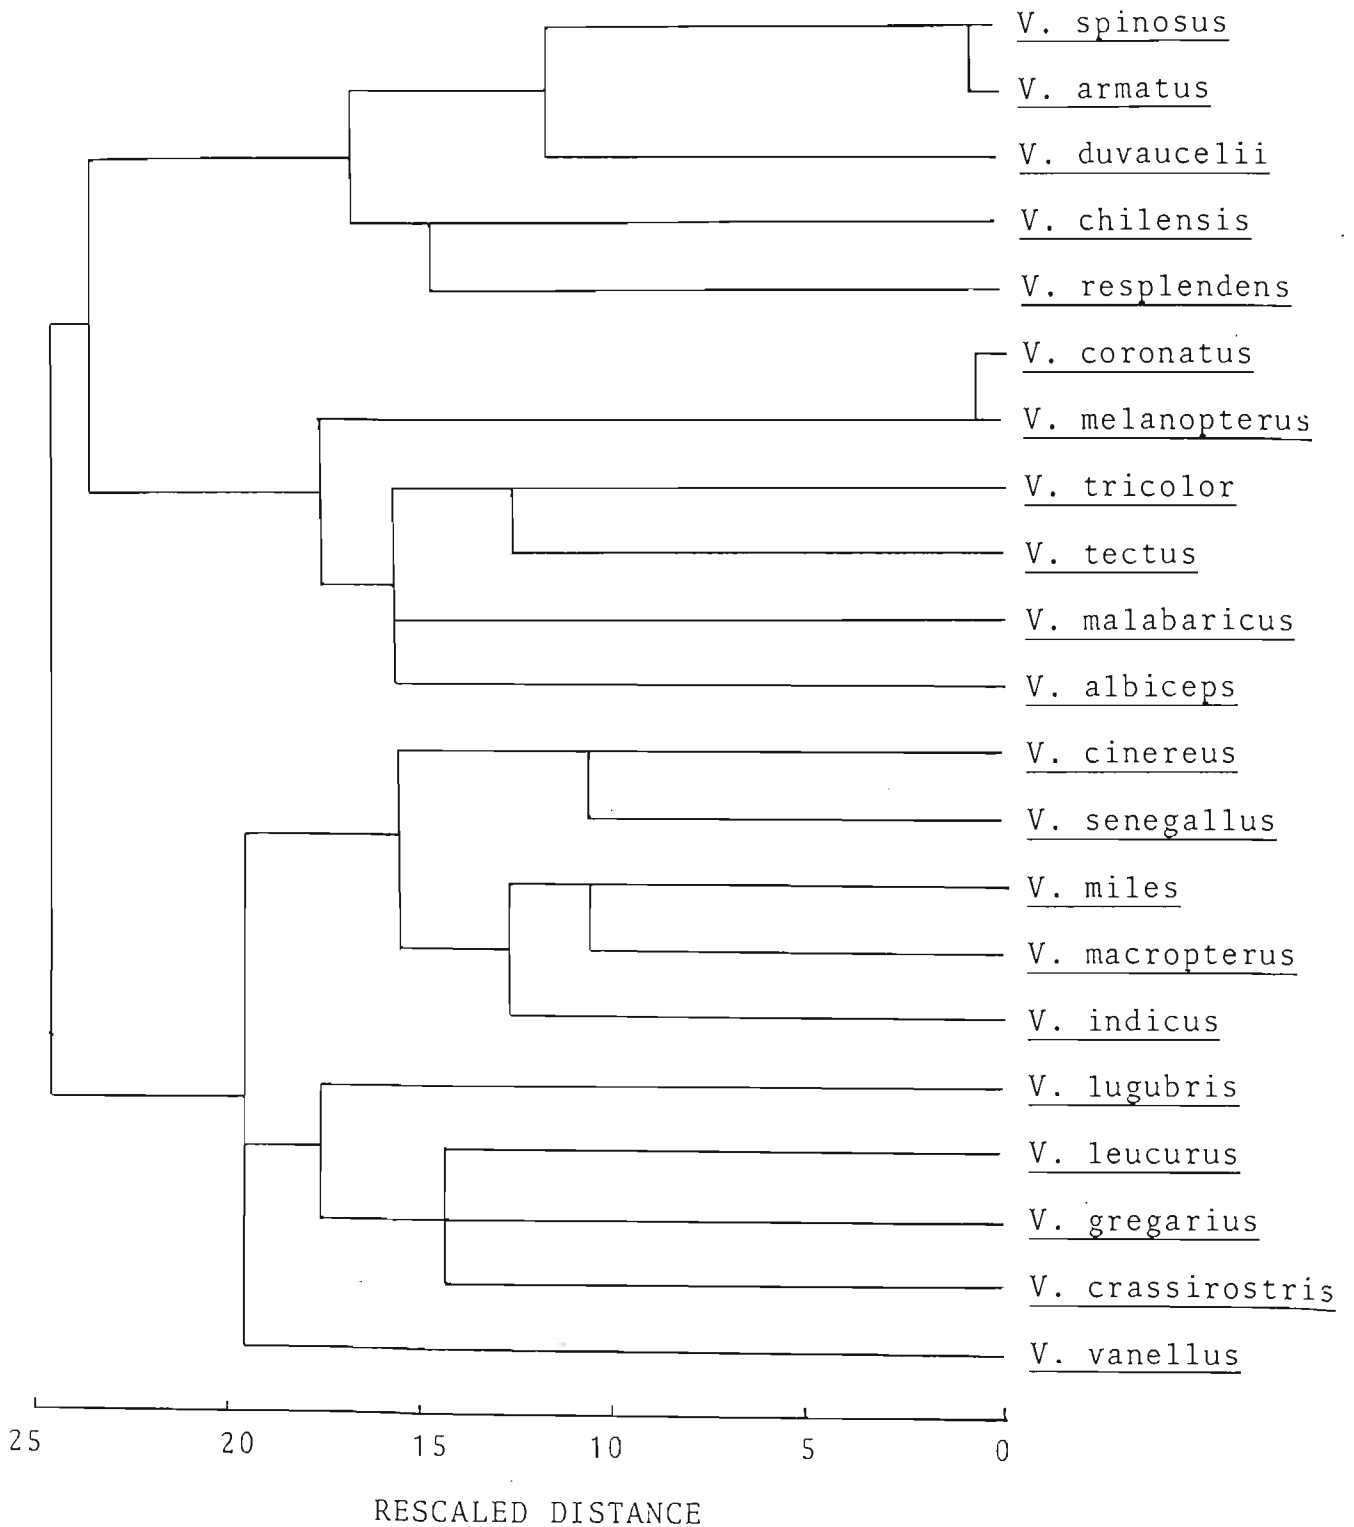 V. spinosus
V. armatus
V. duvaucelii
V. chilensis
V. resplendens
V. coronatus
V. melanopterus
V. tricolor
V. tectus
V. malabaricus
V. albiceps
V. cinereus
V. senegallus
V. miles
V. macropterus
V. indicus
V. lugubris
V. leucurus
V. gregarius
V. crassirostris
V. vanellus
25 20 15 10 5 0
RESCALED DISTANCE